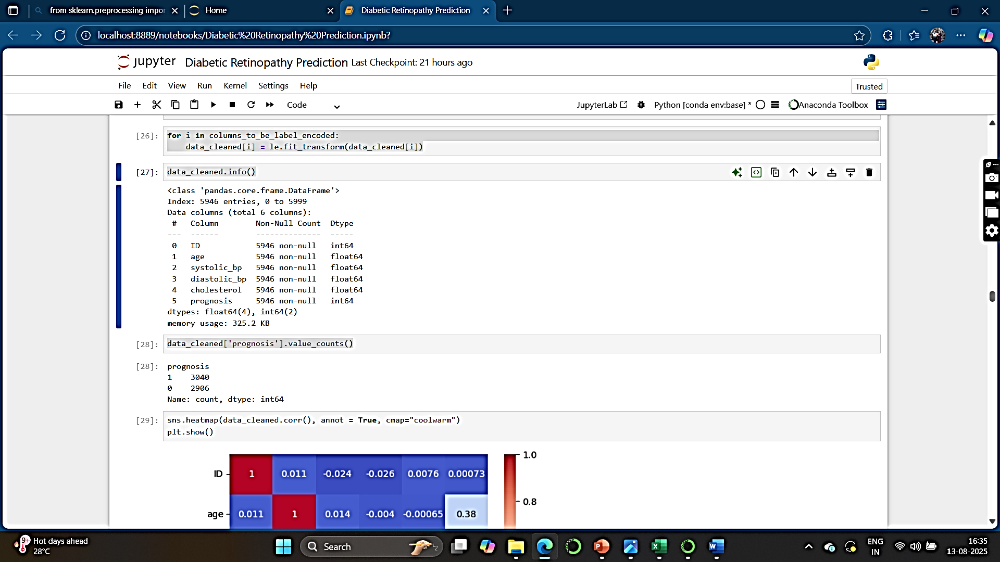 from sklearn.preprocessing impor
Home
Diabetic Retinopathy Prediction
localhost:8889/notebooks/Diabetic%20Retinopathy%20Prediction.ipynb?
jupyter
Diabetic Retinopathy Prediction Last Checkpoint: 21 hours ago
File Edit View Run Kernel Settings Help
Trusted
Code
JupyterLab
Python [conda env:base] *
Anaconda Toolbox
[26]:
for i in columns_to_be_label_encoded:
    data_cleaned[i] = le.fit_transform(data_cleaned[i])
[27]:
data_cleaned.info()
<class 'pandas.core.frame.DataFrame'>
Index: 5946 entries, 0 to 5999
Data columns (total 6 columns):
 #   Column        Non-Null Count  Dtype
---  ------        --------------  -----
 0   ID            5946 non-null   int64
 1   age           5946 non-null   float64
 2   systolic_bp   5946 non-null   float64
 3   diastolic_bp  5946 non-null   float64
 4   cholesterol   5946 non-null   float64
 5   prognosis     5946 non-null   int64
dtypes: float64(4), int64(2)
memory usage: 325.2 KB
[28]:
data_cleaned['prognosis'].value_counts()
[28]:
prognosis
1    3040
0    2906
Name: count, dtype: int64
[29]:
sns.heatmap(data_cleaned.corr(), annot = True, cmap="coolwarm")
plt.show()
ID 1 0.011 -0.024 -0.026 0.0076 0.00073
age 0.011 1 0.014 -0.004 -0.00065 0.38
1.0
0.8
9+
Hot days ahead
28°C
Search
ENG
IN
16:35
13-08-2025